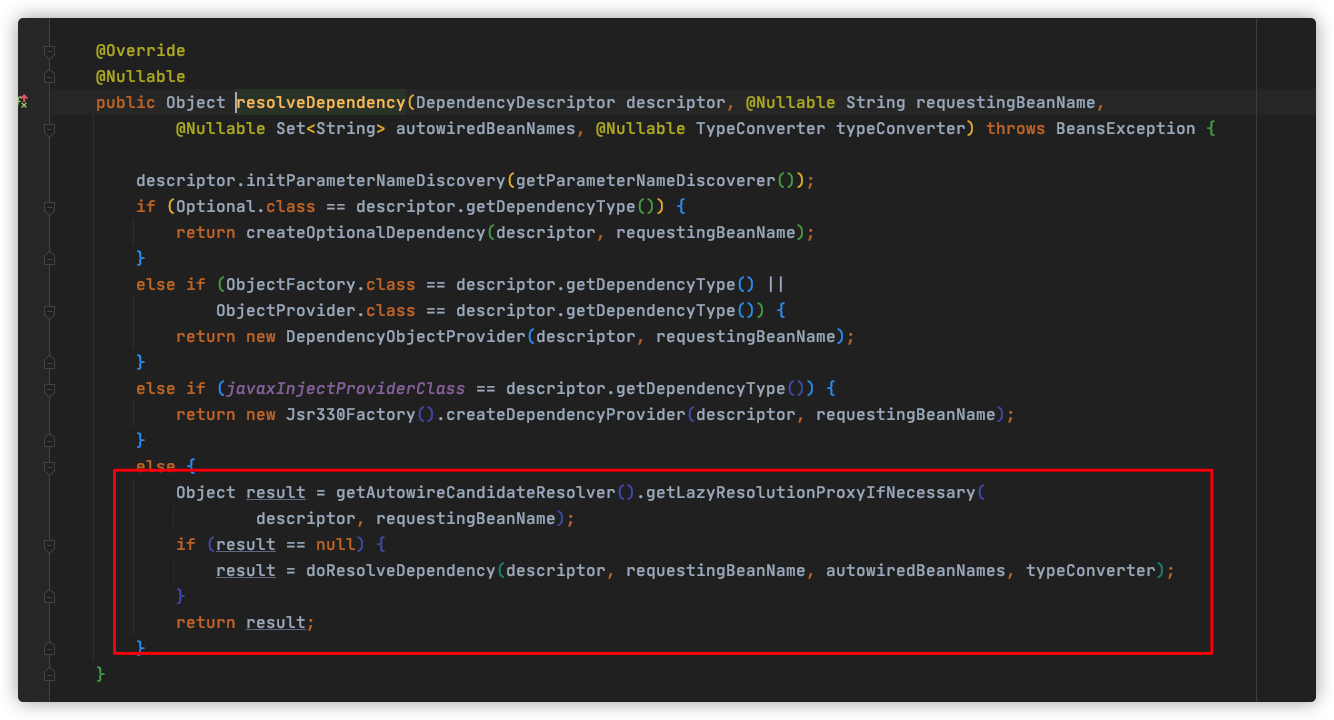 @Override
@Nullable
public Object resolveDependency(DependencyDescriptor descriptor, @Nullable String requestingBeanName,
        @Nullable Set<String> autowiredBeanNames, @Nullable TypeConverter typeConverter) throws BeansException {
    descriptor.initParameterNameDiscovery(getParameterNameDiscoverer());
    if (Optional.class == descriptor.getDependencyType()) {
        return createOptionalDependency(descriptor, requestingBeanName);
    }
    else if (ObjectFactory.class == descriptor.getDependencyType() ||
            ObjectProvider.class == descriptor.getDependencyType()) {
        return new DependencyObjectProvider(descriptor, requestingBeanName);
    }
    else if (javaxInjectProviderClass == descriptor.getDependencyType()) {
        return new Jsr330Factory().createDependencyProvider(descriptor, requestingBeanName);
    }
    else {
        Object result = getAutowireCandidateResolver().getLazyResolutionProxyIfNecessary(
                descriptor, requestingBeanName);
        if (result == null) {
            result = doResolveDependency(descriptor, requestingBeanName, autowiredBeanNames, typeConverter);
        }
        return result;
    }
}